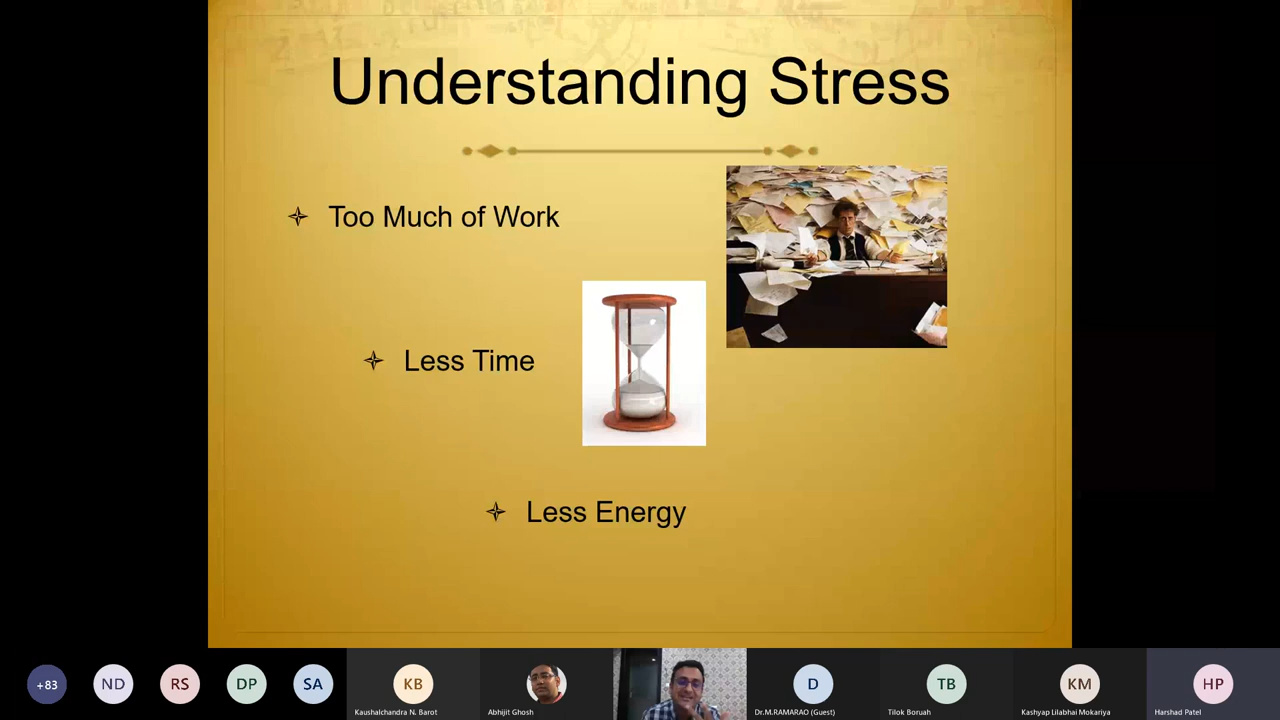 Understanding Stress
Too Much of Work
Less Time
Less Energy
+83
ND
RS
DP
SA
KB
D
TB
KM
HP
Kaushalchandra N. Barot
Abhijit Ghosh
Dr.M.RAMARAO (Guest)
Tilok Boruah
Kashyap Lilabhai Mokariya
Harshad Patel